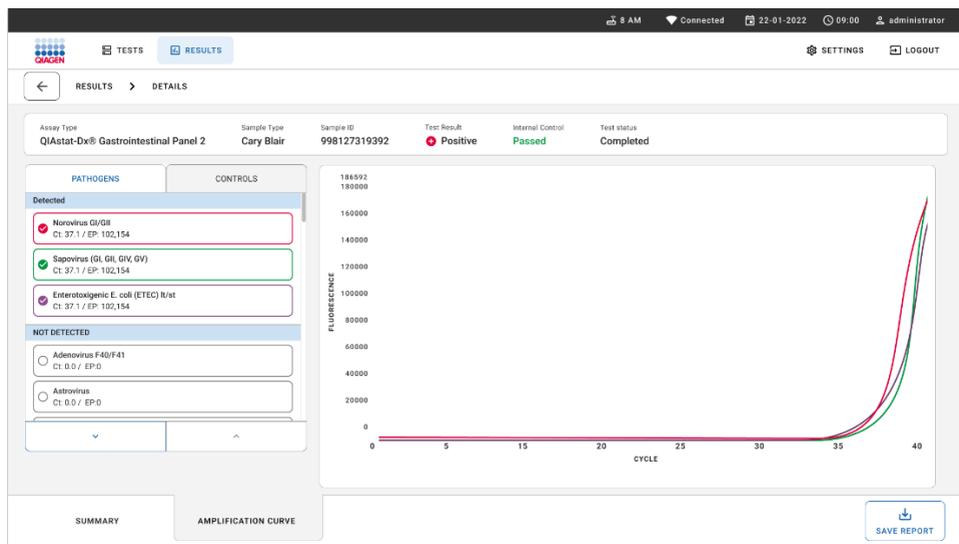 8 AM Connected 22-01-2022 09:00 administrator
QIAGEN TESTS RESULTS SETTINGS LOGOUT
RESULTS > DETAILS
Assay Type Sample Type Sample ID Test Result Internal Control Test status
QIAstat-Dx® Gastrointestinal Panel 2 Cary Blair 998127319392 Positive Passed Completed
PATHOGENS CONTROLS
Detected
Norovirus GI/GII
Ct: 37.1 / EP: 102,154
Sapovirus (GI, GII, GIV, GV)
Ct: 37.1 / EP: 102,154
Enterotoxigenic E. coli (ETEC) lt/st
Ct: 37.1 / EP: 102,154
NOT DETECTED
Adenovirus F40/F41
Ct: 0.0 / EP:0
Astrovirus
Ct: 0.0 / EP:0
186592
180000
160000
140000
120000
100000
80000
60000
40000
20000
0
FLUORESCENCE
0 5 15 20 25 30 35 40
CYCLE
SUMMARY AMPLIFICATION CURVE SAVE REPORT